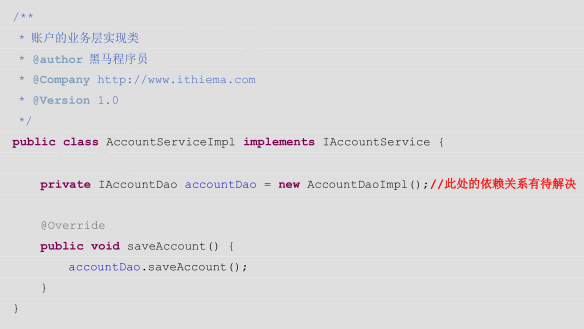 /**
 * 账户的业务层实现类
 * @author 黑马程序员
 * @Company http://www.ithiema.com
 * @Version 1.0
 */
public class AccountServiceImpl implements IAccountService {
    private IAccountDao accountDao = new AccountDaoImpl();//此处的依赖关系有待解决
    @Override
    public void saveAccount() {
        accountDao.saveAccount();
    }
}